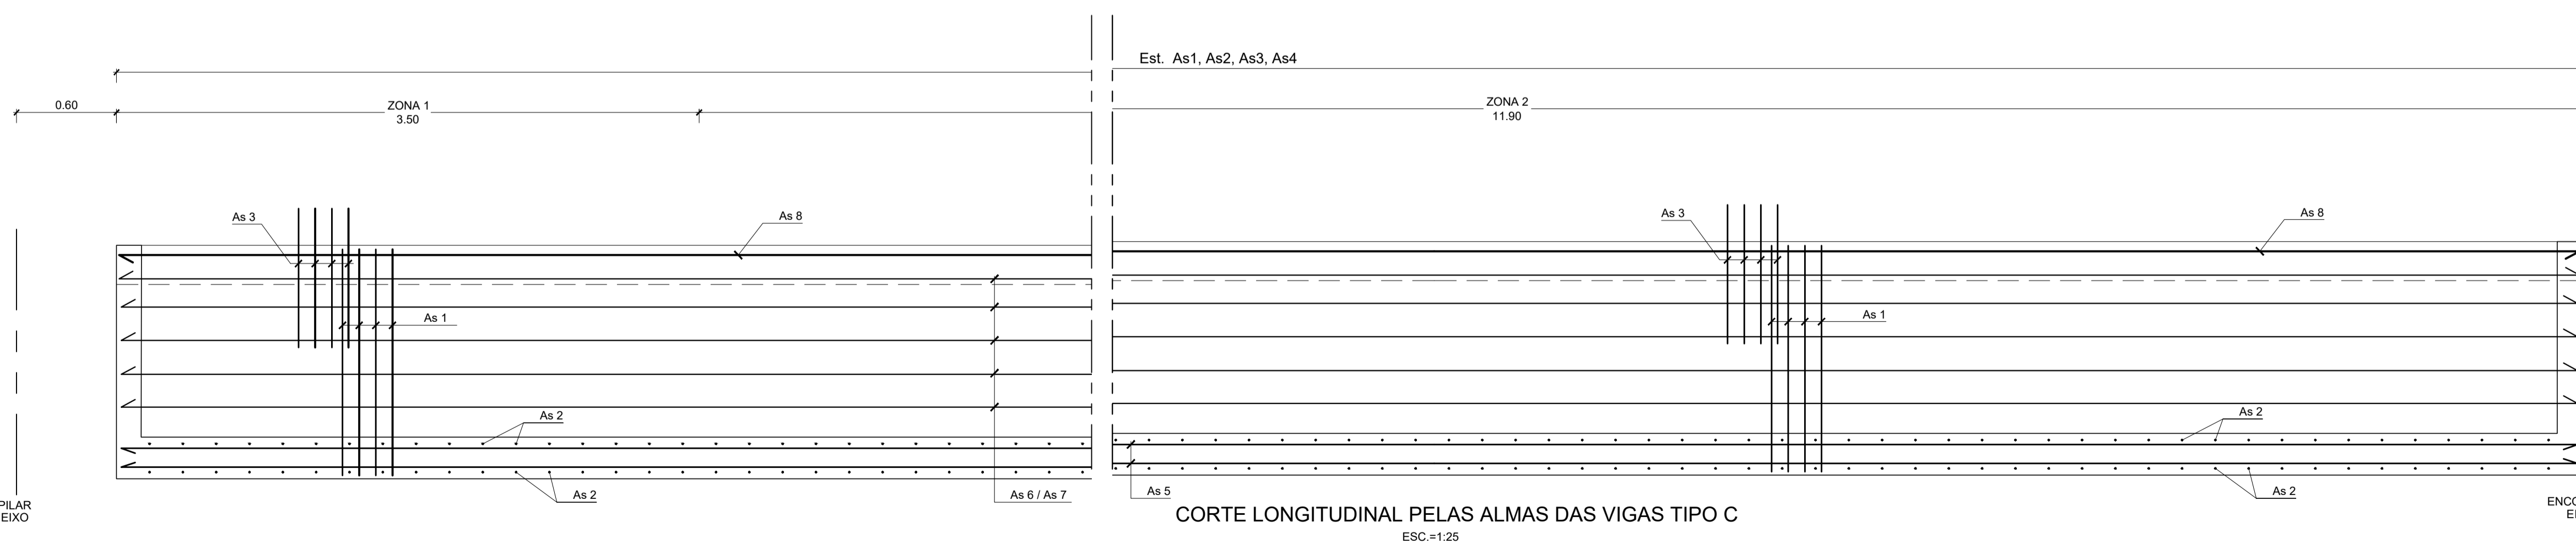 Est. As1, As2, As3, As4
0.60
ZONA 1
3.50
ZONA 2
11.90
As 3
As 8
As 3
As 8
As 1
As 1
As 2
As 2
As 2
As 6 / As 7
As 5
As 2
PILAR
EIXO
CORTE LONGITUDINAL PELAS ALMAS DAS VIGAS TIPO C
ESC.=1:25